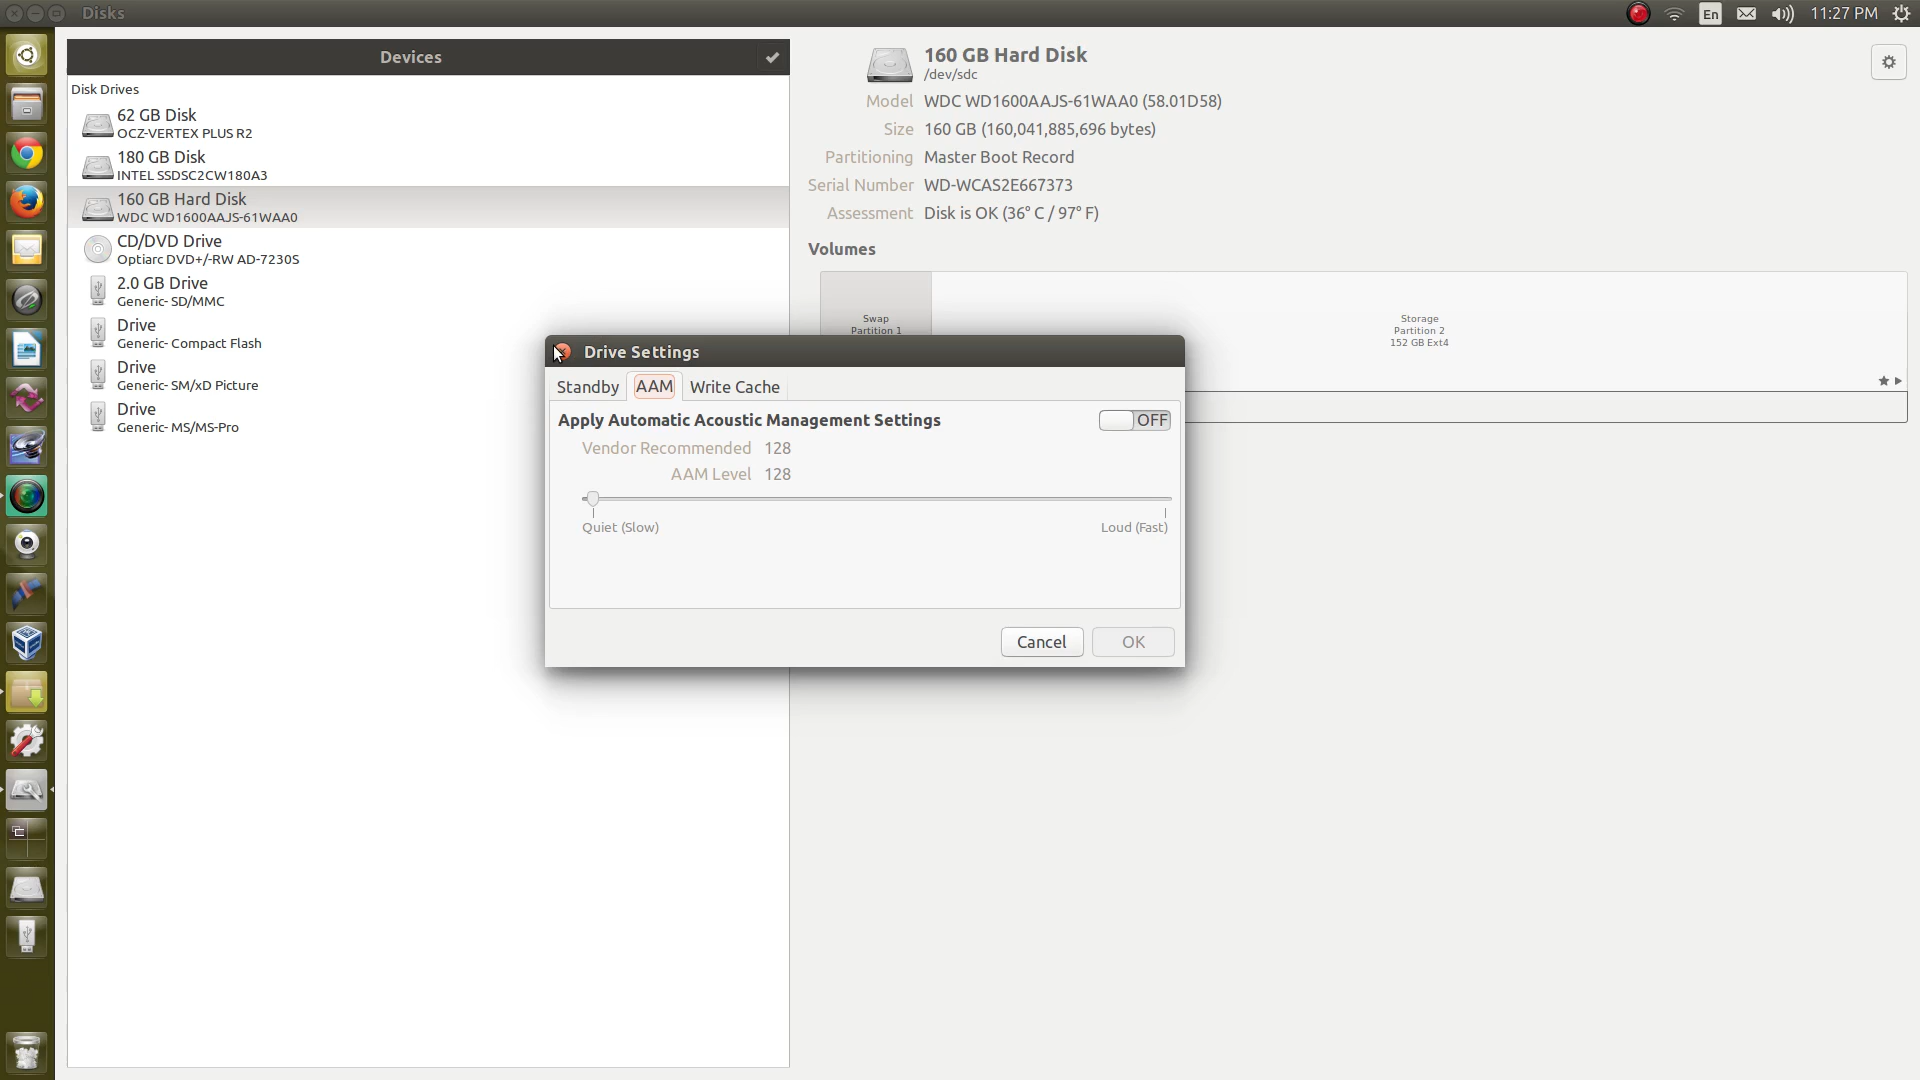 Disks
En
11:27 PM
Devices
Disk Drives
62 GB Disk
OCZ-VERTEX PLUS R2
180 GB Disk
INTEL SSDSC2CW180A3
160 GB Hard Disk
WDC WD1600AAJS-61WAA0
CD/DVD Drive
Optiarc DVD+/-RW AD-7230S
2.0 GB Drive
Generic- SD/MMC
Drive
Generic- Compact Flash
Drive
Generic- SM/xD Picture
Drive
Generic- MS/MS-Pro
160 GB Hard Disk
/dev/sdc
Model WDC WD1600AAJS-61WAA0 (58.01D58)
Size 160 GB (160,041,885,696 bytes)
Partitioning Master Boot Record
Serial Number WD-WCAS2E667373
Assessment Disk is OK (36° C / 97° F)
Volumes
Swap
Partition 1
Storage
Partition 2
152 GB Ext4
Drive Settings
Standby AAM Write Cache
Apply Automatic Acoustic Management Settings OFF
Vendor Recommended 128
AAM Level 128
Quiet (Slow) Loud (Fast)
Cancel OK